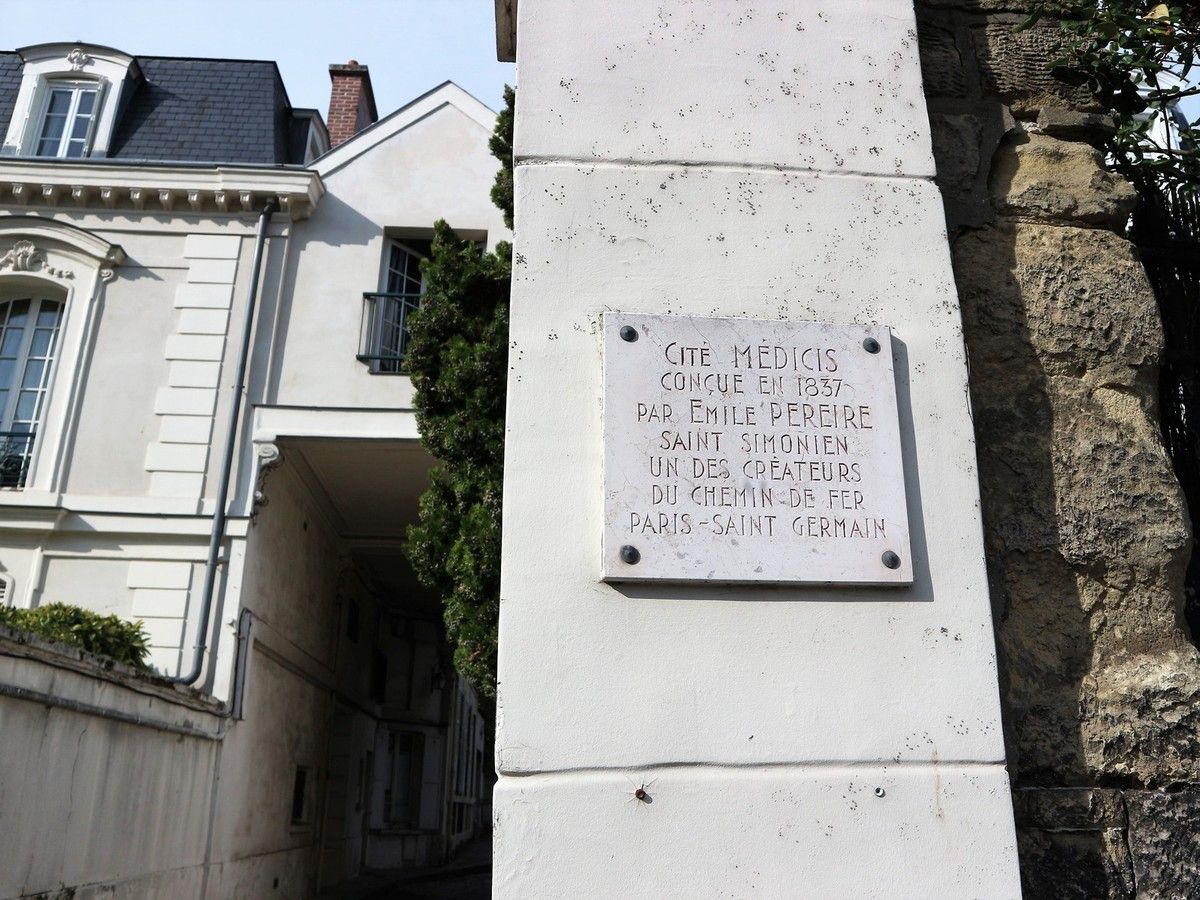 CITÉ MÉDICIS
CONÇUE EN 1837
PAR EMILE PEREIRE
SAINT SIMONIEN
UN DES CRÉATEURS
DU CHEMIN DE FER
PARIS-SAINT GERMAIN